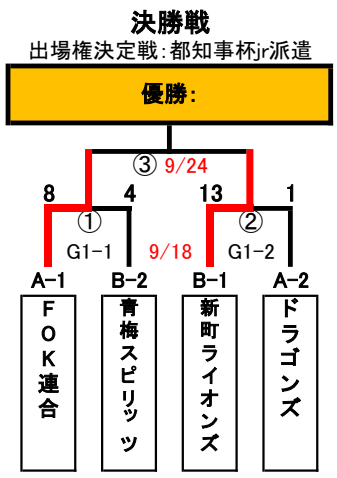 決勝戦
出場権決定戦:都知事杯jr派遣
優勝:
③ 9/24
8 4 13 1
① ②
G1-1 9/18 G1-2
A-1 B-2 B-1 A-2
FOK連合
青梅スピリッツ
新町ライオンズ
ドラゴンズ